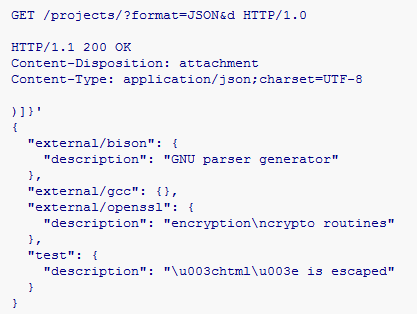 GET /projects/?format=JSON&d HTTP/1.0

HTTP/1.1 200 OK
Content-Disposition: attachment
Content-Type: application/json;charset=UTF-8

)]}'
{
  "external/bison": {
    "description": "GNU parser generator"
  },
  "external/gcc": {},
  "external/openssl": {
    "description": "encryption\ncrypto routines"
  },
  "test": {
    "description": "\u003chtml\u003e is escaped"
  }
}